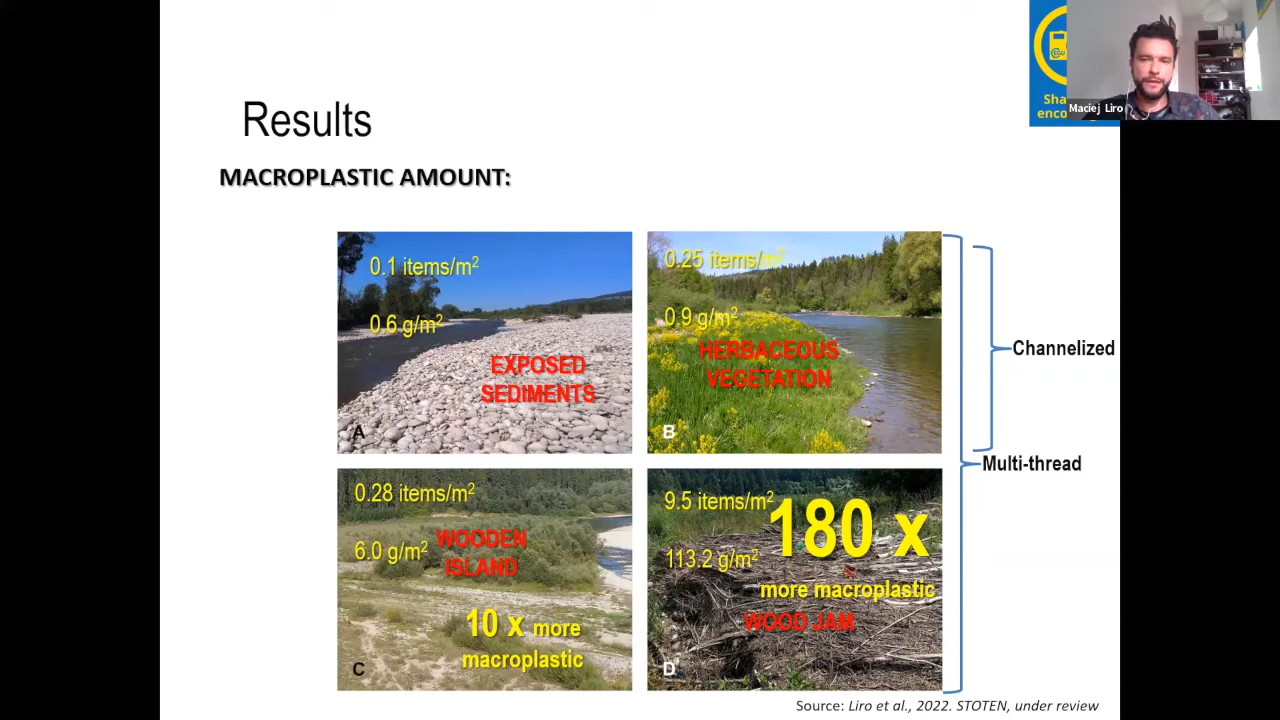 Results
MACROPLASTIC AMOUNT:
Maciej Liro
0.1 items/m²
0.6 g/m²
EXPOSED
SEDIMENTS
A
0.25 items/m²
0.9 g/m²
HERBACEOUS
VEGETATION
B
Channelized
Multi-thread
0.28 items/m²
6.0 g/m²
WOODEN
ISLAND
10 x more
macroplastic
C
9.5 items/m²
113.2 g/m²
180 x
more macroplastic
WOOD JAM
D
Source: Liro et al., 2022. STOTEN, under review